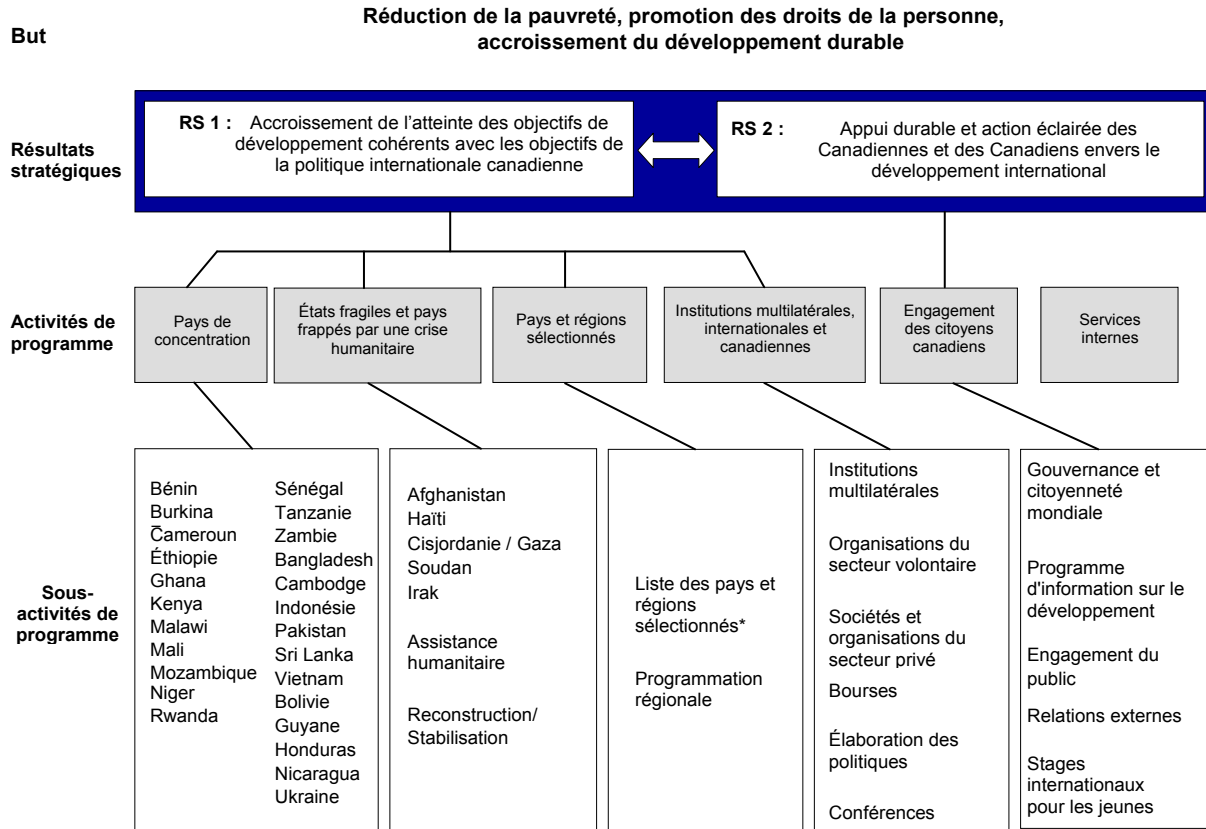 But
Réduction de la pauvreté, promotion des droits de la personne,
accroissement du développement durable
Résultats
stratégiques
RS 1 : Accroissement de l'atteinte des objectifs de
développement cohérents avec les objectifs de
la politique internationale canadienne
RS 2 : Appui durable et action éclairée des
Canadiennes et des Canadiens envers le
développement international
Activités de
programme
Pays de
concentration
États fragiles et pays
frappés par une crise
humanitaire
Pays et régions
sélectionnés
Institutions multilatérales,
internationales et
canadiennes
Engagement
des citoyens
canadiens
Services
internes
Sous-
activités de
programme
Bénin
Burkina
Cameroun
Éthiopie
Ghana
Kenya
Malawi
Mali
Mozambique
Niger
Rwanda
Sénégal
Tanzanie
Zambie
Bangladesh
Cambodge
Indonésie
Pakistan
Sri Lanka
Vietnam
Bolivie
Guyane
Honduras
Nicaragua
Ukraine
Afghanistan
Haïti
Cisjordanie / Gaza
Soudan
Irak
Assistance
humanitaire
Reconstruction/
Stabilisation
Liste des pays et
régions
sélectionnés*
Programmation
régionale
Institutions
multilatérales
Organisations du
secteur volontaire
Sociétés et
organisations du
secteur privé
Bourses
Élaboration des
politiques
Conférences
Gouvernance et
citoyenneté
mondiale
Programme
d'information sur le
développement
Engagement du
public
Relations externes
Stages
internationaux
pour les jeunes